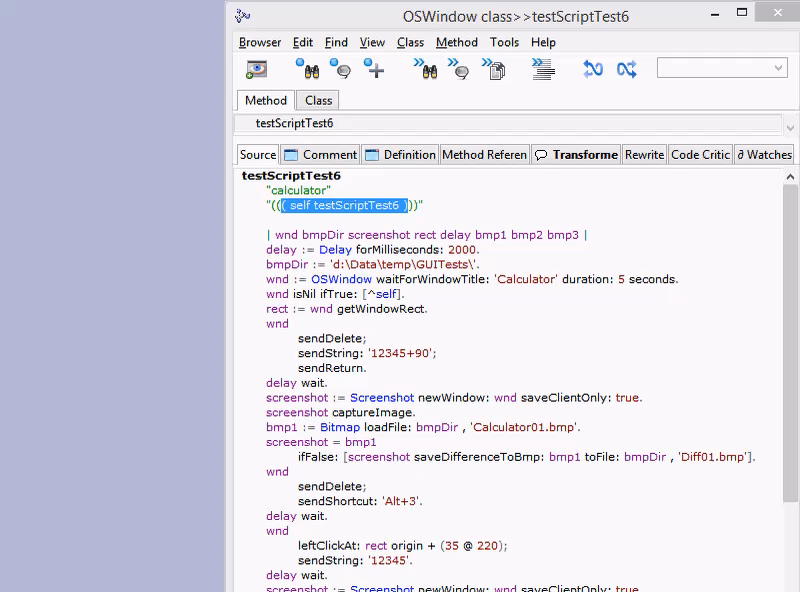 OSWindow class>>testScriptTest6
Browser Edit Find View Class Method Tools Help
Method Class
testScriptTest6
Source Comment Definition Method Referen Transforme Rewrite Code Critic ∂ Watches
testScriptTest6
"calculator"
"((( self testScriptTest6 )))"
| wnd bmpDir screenshot rect delay bmp1 bmp2 bmp3 |
delay := Delay forMilliseconds: 2000.
bmpDir := 'd:\Data\temp\GUITests\'.
wnd := OSWindow waitForWindowTitle: 'Calculator' duration: 5 seconds.
wnd isNil ifTrue: [^self].
rect := wnd getWindowRect.
wnd
sendDelete;
sendString: '12345+90';
sendReturn.
delay wait.
screenshot := Screenshot newWindow: wnd saveClientOnly: true.
screenshot captureImage.
bmp1 := Bitmap loadFile: bmpDir , 'Calculator01.bmp'.
screenshot = bmp1
ifFalse: [screenshot saveDifferenceToBmp: bmp1 toFile: bmpDir , 'Diff01.bmp'].
wnd
sendDelete;
sendShortcut: 'Alt+3'.
delay wait.
wnd
leftClickAt: rect origin + (35 @ 220);
sendString: '12345'.
delay wait.
screenshot := Screenshot newWindow: wnd saveClientOnly: true.